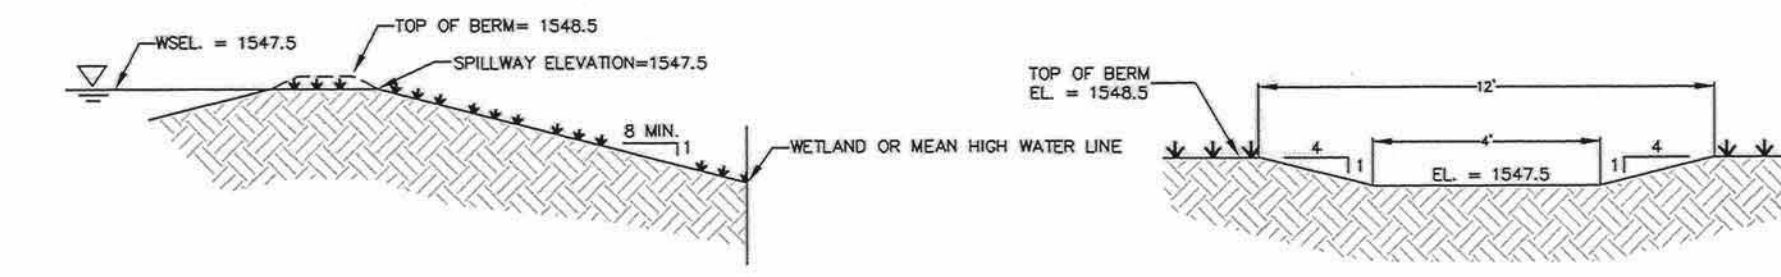 WSEL. = 1547.5
TOP OF BERM= 1548.5
SPILLWAY ELEVATION=1547.5
8 MIN.
1
WETLAND OR MEAN HIGH WATER LINE
TOP OF BERM
EL. = 1548.5
12'
4'
4
1
EL. = 1547.5
4
1